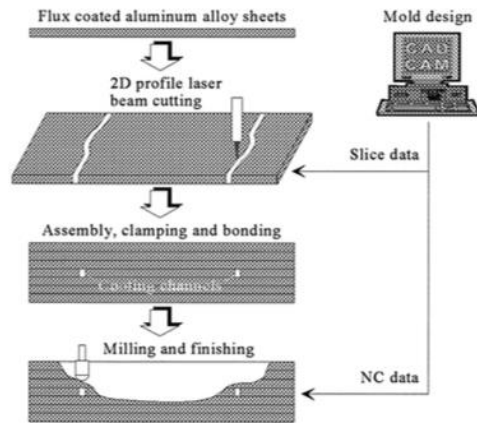 Flux coated aluminum alloy sheets
Mold design
CAD
CAM
2D profile laser
beam cutting
Slice data
Assembly, clamping and bonding
Cooling channels
Milling and finishing
NC data